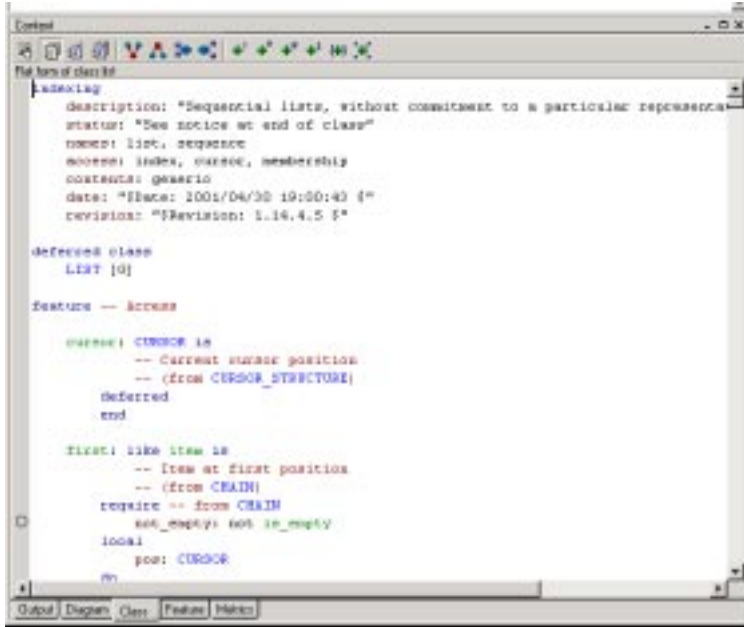 Context
Flat form of class list
indexing
description: "Sequential lists, without commitment to a particular representa
status: "See notice at end of class"
names: list, sequence
access: index, cursor, membership
contents: generic
date: "$Date: 2001/04/30 19:00:43 $"
revision: "$Revision: 1.14.4.5 $"
deferred class
LIST [G]
feature -- Access
cursor: CURSOR is
-- Current cursor position
-- (from CURSOR_STRUCTURE)
deferred
end
first: like item is
-- Item at first position
-- (from CHAIN)
require -- from CHAIN
not_empty: not is_empty
local
pos: CURSOR
do
Output Diagram Class Feature Metrics